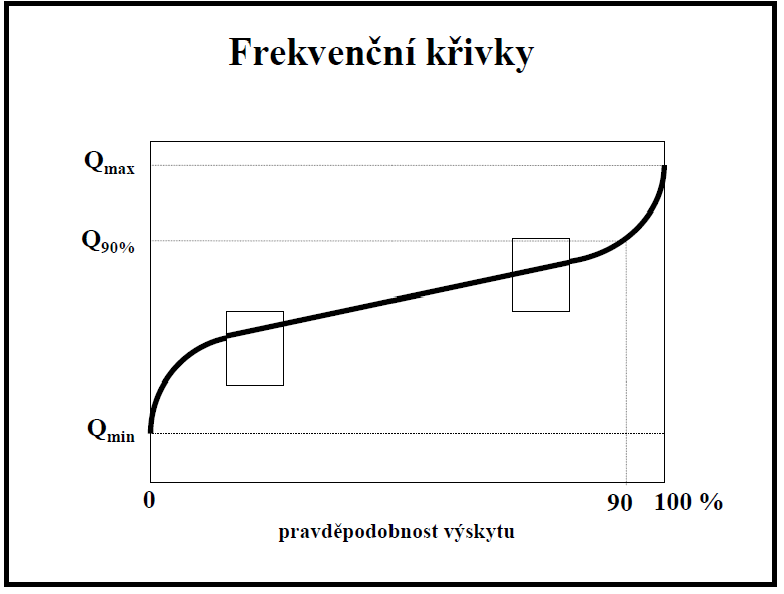 Frekvenční křivky
Qmax
Q90%
Qmin
0
90
100 %
pravděpodobnost výskytu